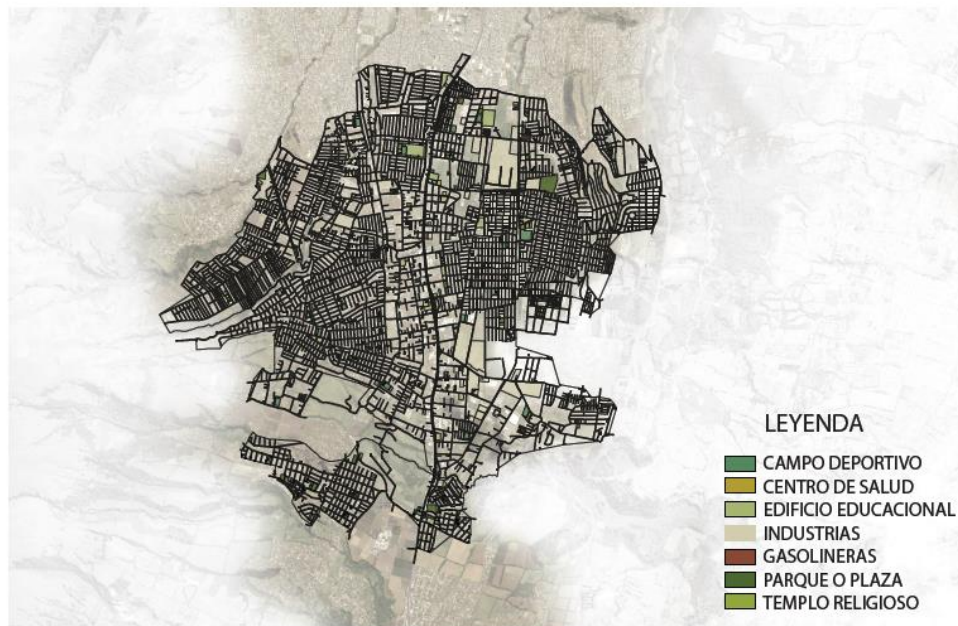 LEYENDA
CAMPO DEPORTIVO
CENTRO DE SALUD
EDIFICIO EDUCACIONAL
INDUSTRIAS
GASOLINERAS
PARQUE O PLAZA
TEMPLO RELIGIOSO